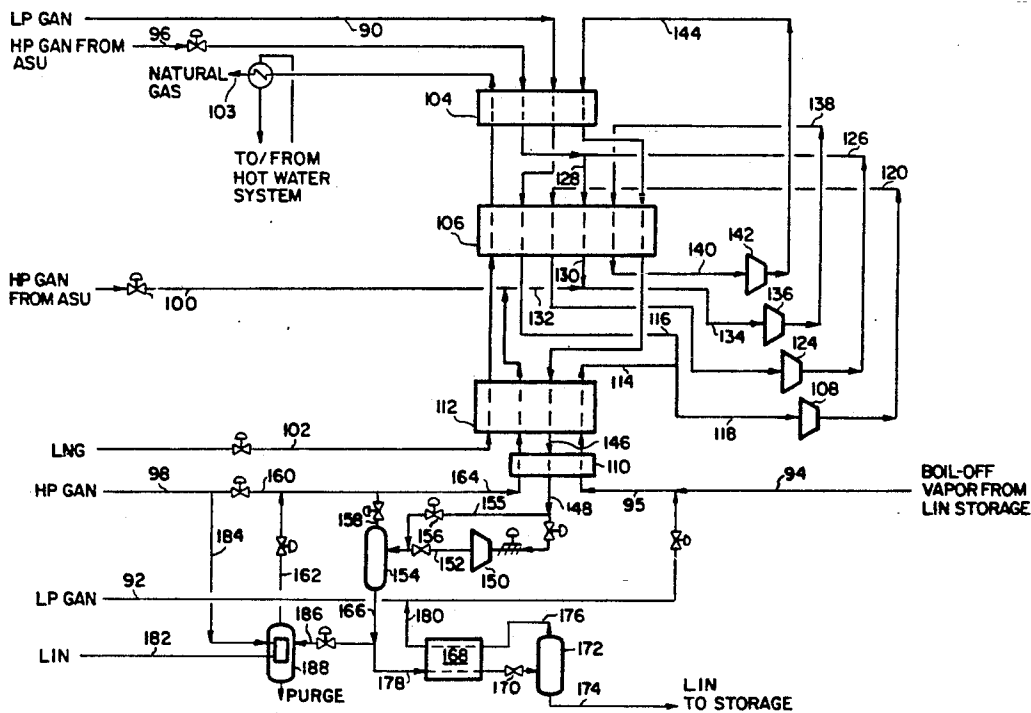 LP GAN
90
144
96
HP GAN FROM
ASU
NATURAL
GAS
103
104
138
126
128
120
TO/FROM
HOT WATER
SYSTEM
106
142
140
130
HP GAN
FROM ASU
100
132
136
134
116
124
114
108
112
118
102
146
LNG
110
98
160
164
BOIL-OFF
VAPOR FROM
LIN STORAGE
HP GAN
155
148
95
94
158
156
184
152
154
150
162
92
LP GAN
166
180
176
182
186
168
172
LIN
188
178
170
174
LIN
TO STORAGE
PURGE